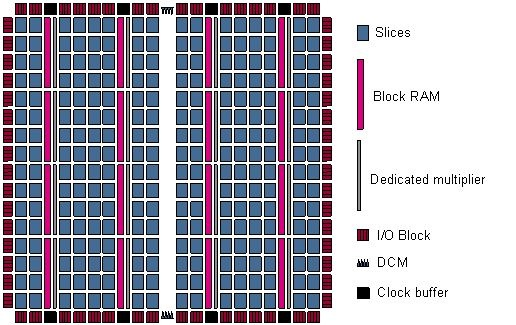 Slices
Block RAM
Dedicated multiplier
I/O Block
DCM
Clock buffer